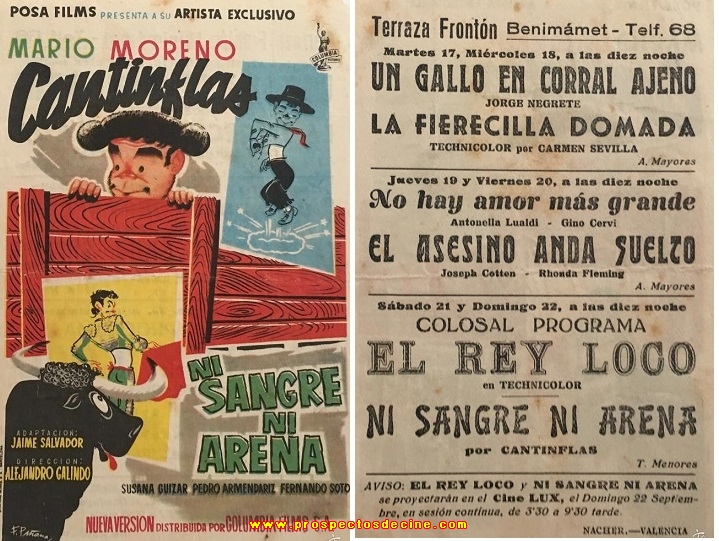 POSA FILMS PRESENTA A SU ARTISTA EXCLUSIVO
MARIO MORENO
Cantinflas
COLUMBIA
NI
SANGRE
NI
ARENA
ADAPTACION:
JAIME SALVADOR
DIRECCION:
ALEJANDRO GALINDO
SUSANA GUIZAR PEDRO ARMENDARIZ FERNANDO SOTO
NUEVA VERSION DISTRIBUIDA POR COLUMBIA FILMS S.A.
Terraza Frontón Benimámet - Telf. 68
Martes 17, Miércoles 18, a las diez noche
UN GALLO EN CORRAL AJENO
JORGE NEGRETE
LA FIERECILLA DOMADA
TECHNICOLOR por CARMEN SEVILLA
A. Mayores
Jueves 19 y Viernes 20, a las diez noche
No hay amor más grande
Antonella Lualdi - Gino Cervi
EL ASESINO ANDA SUELTO
Joseph Cotten - Rhonda Fleming
A. Mayores
Sábado 21 y Domingo 22, a las diez noche
COLOSAL PROGRAMA
EL REY LOCO
en TECHNICOLOR
NI SANGRE NI ARENA
por CANTINFLAS
T. Menores
AVISO: EL REY LOCO y NI SANGRE NI ARENA
se proyectarán en el Cine LUX, el Domingo 22 Septiem-
bre, en sesión contínua, de 3'30 a 9'30 tarde.
NACHER.—VALENCIA
www.prospectosdecine.com